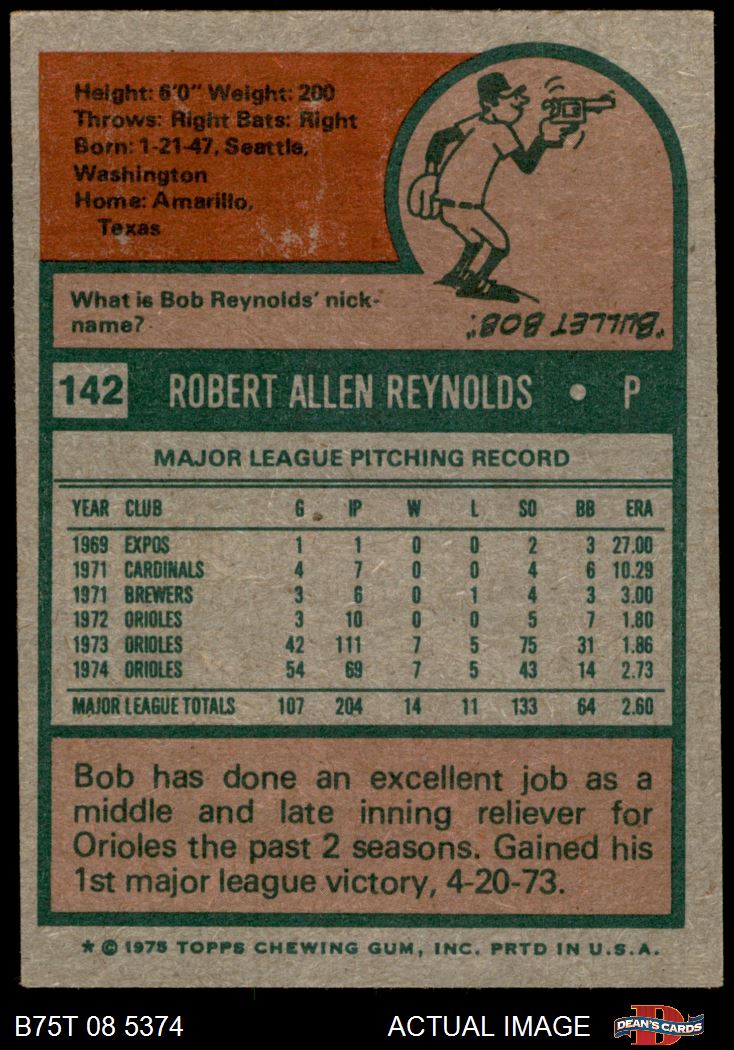 Height: 6'0" Weight: 200
Throws: Right Bats: Right
Born: 1-21-47, Seattle,
Washington
Home: Amarillo,
Texas
What is Bob Reynolds' nick-
name?
"BULLET BOB."
142 ROBERT ALLEN REYNOLDS • P
MAJOR LEAGUE PITCHING RECORD
YEAR CLUB G IP W L SO BB ERA
1969 EXPOS 1 1 0 0 2 3 27.00
1971 CARDINALS 4 7 0 0 4 6 10.29
1971 BREWERS 3 6 0 1 4 3 3.00
1972 ORIOLES 3 10 0 0 5 7 1.80
1973 ORIOLES 42 111 7 5 75 31 1.86
1974 ORIOLES 54 69 7 5 43 14 2.73
MAJOR LEAGUE TOTALS 107 204 14 11 133 64 2.60
Bob has done an excellent job as a
middle and late inning reliever for
Orioles the past 2 seasons. Gained his
1st major league victory, 4-20-73.
* © 1975 TOPPS CHEWING GUM, INC. PRTD IN U.S.A.
B75T 08 5374 ACTUAL IMAGE DEAN'S CARDS